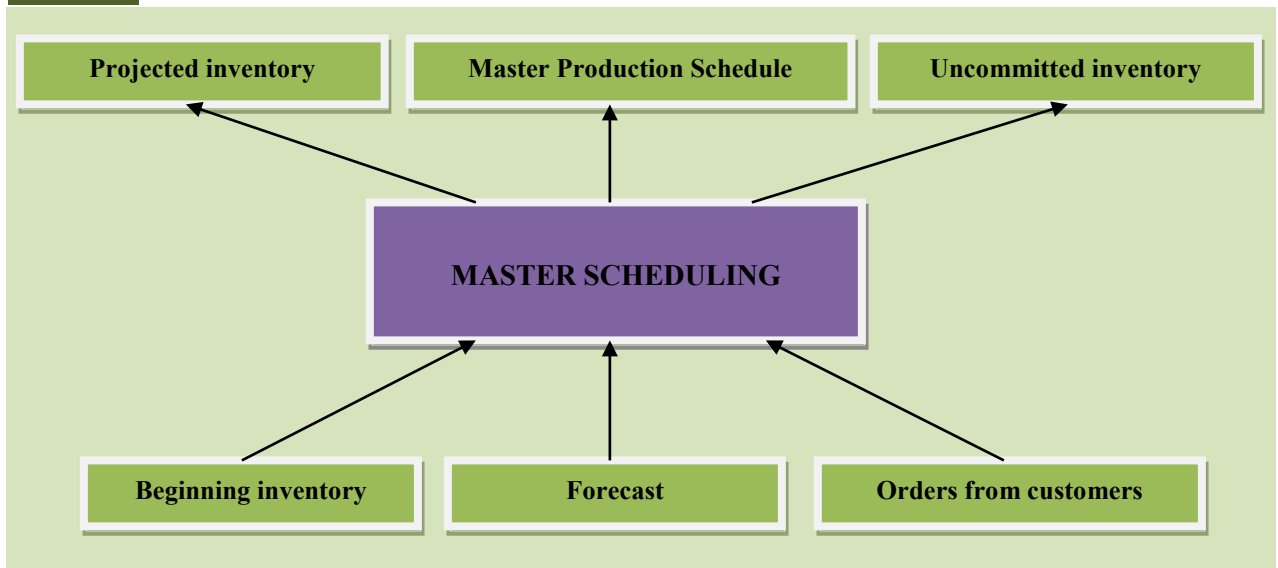 Projected inventory
Master Production Schedule
Uncommitted inventory
MASTER SCHEDULING
Beginning inventory
Forecast
Orders from customers